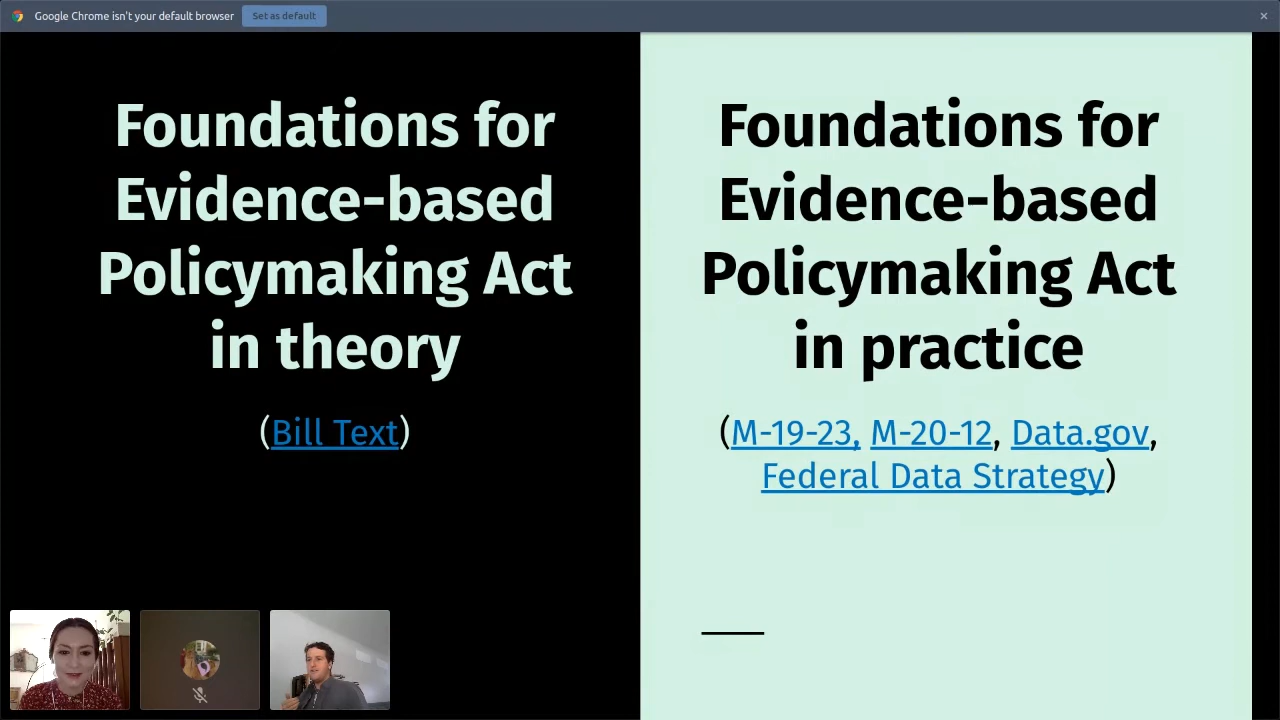 Google Chrome isn't your default browser Set as default
Foundations for
Evidence-based
Policymaking Act
in theory
(Bill Text)
Foundations for
Evidence-based
Policymaking Act
in practice
(M-19-23, M-20-12, Data.gov,
Federal Data Strategy)